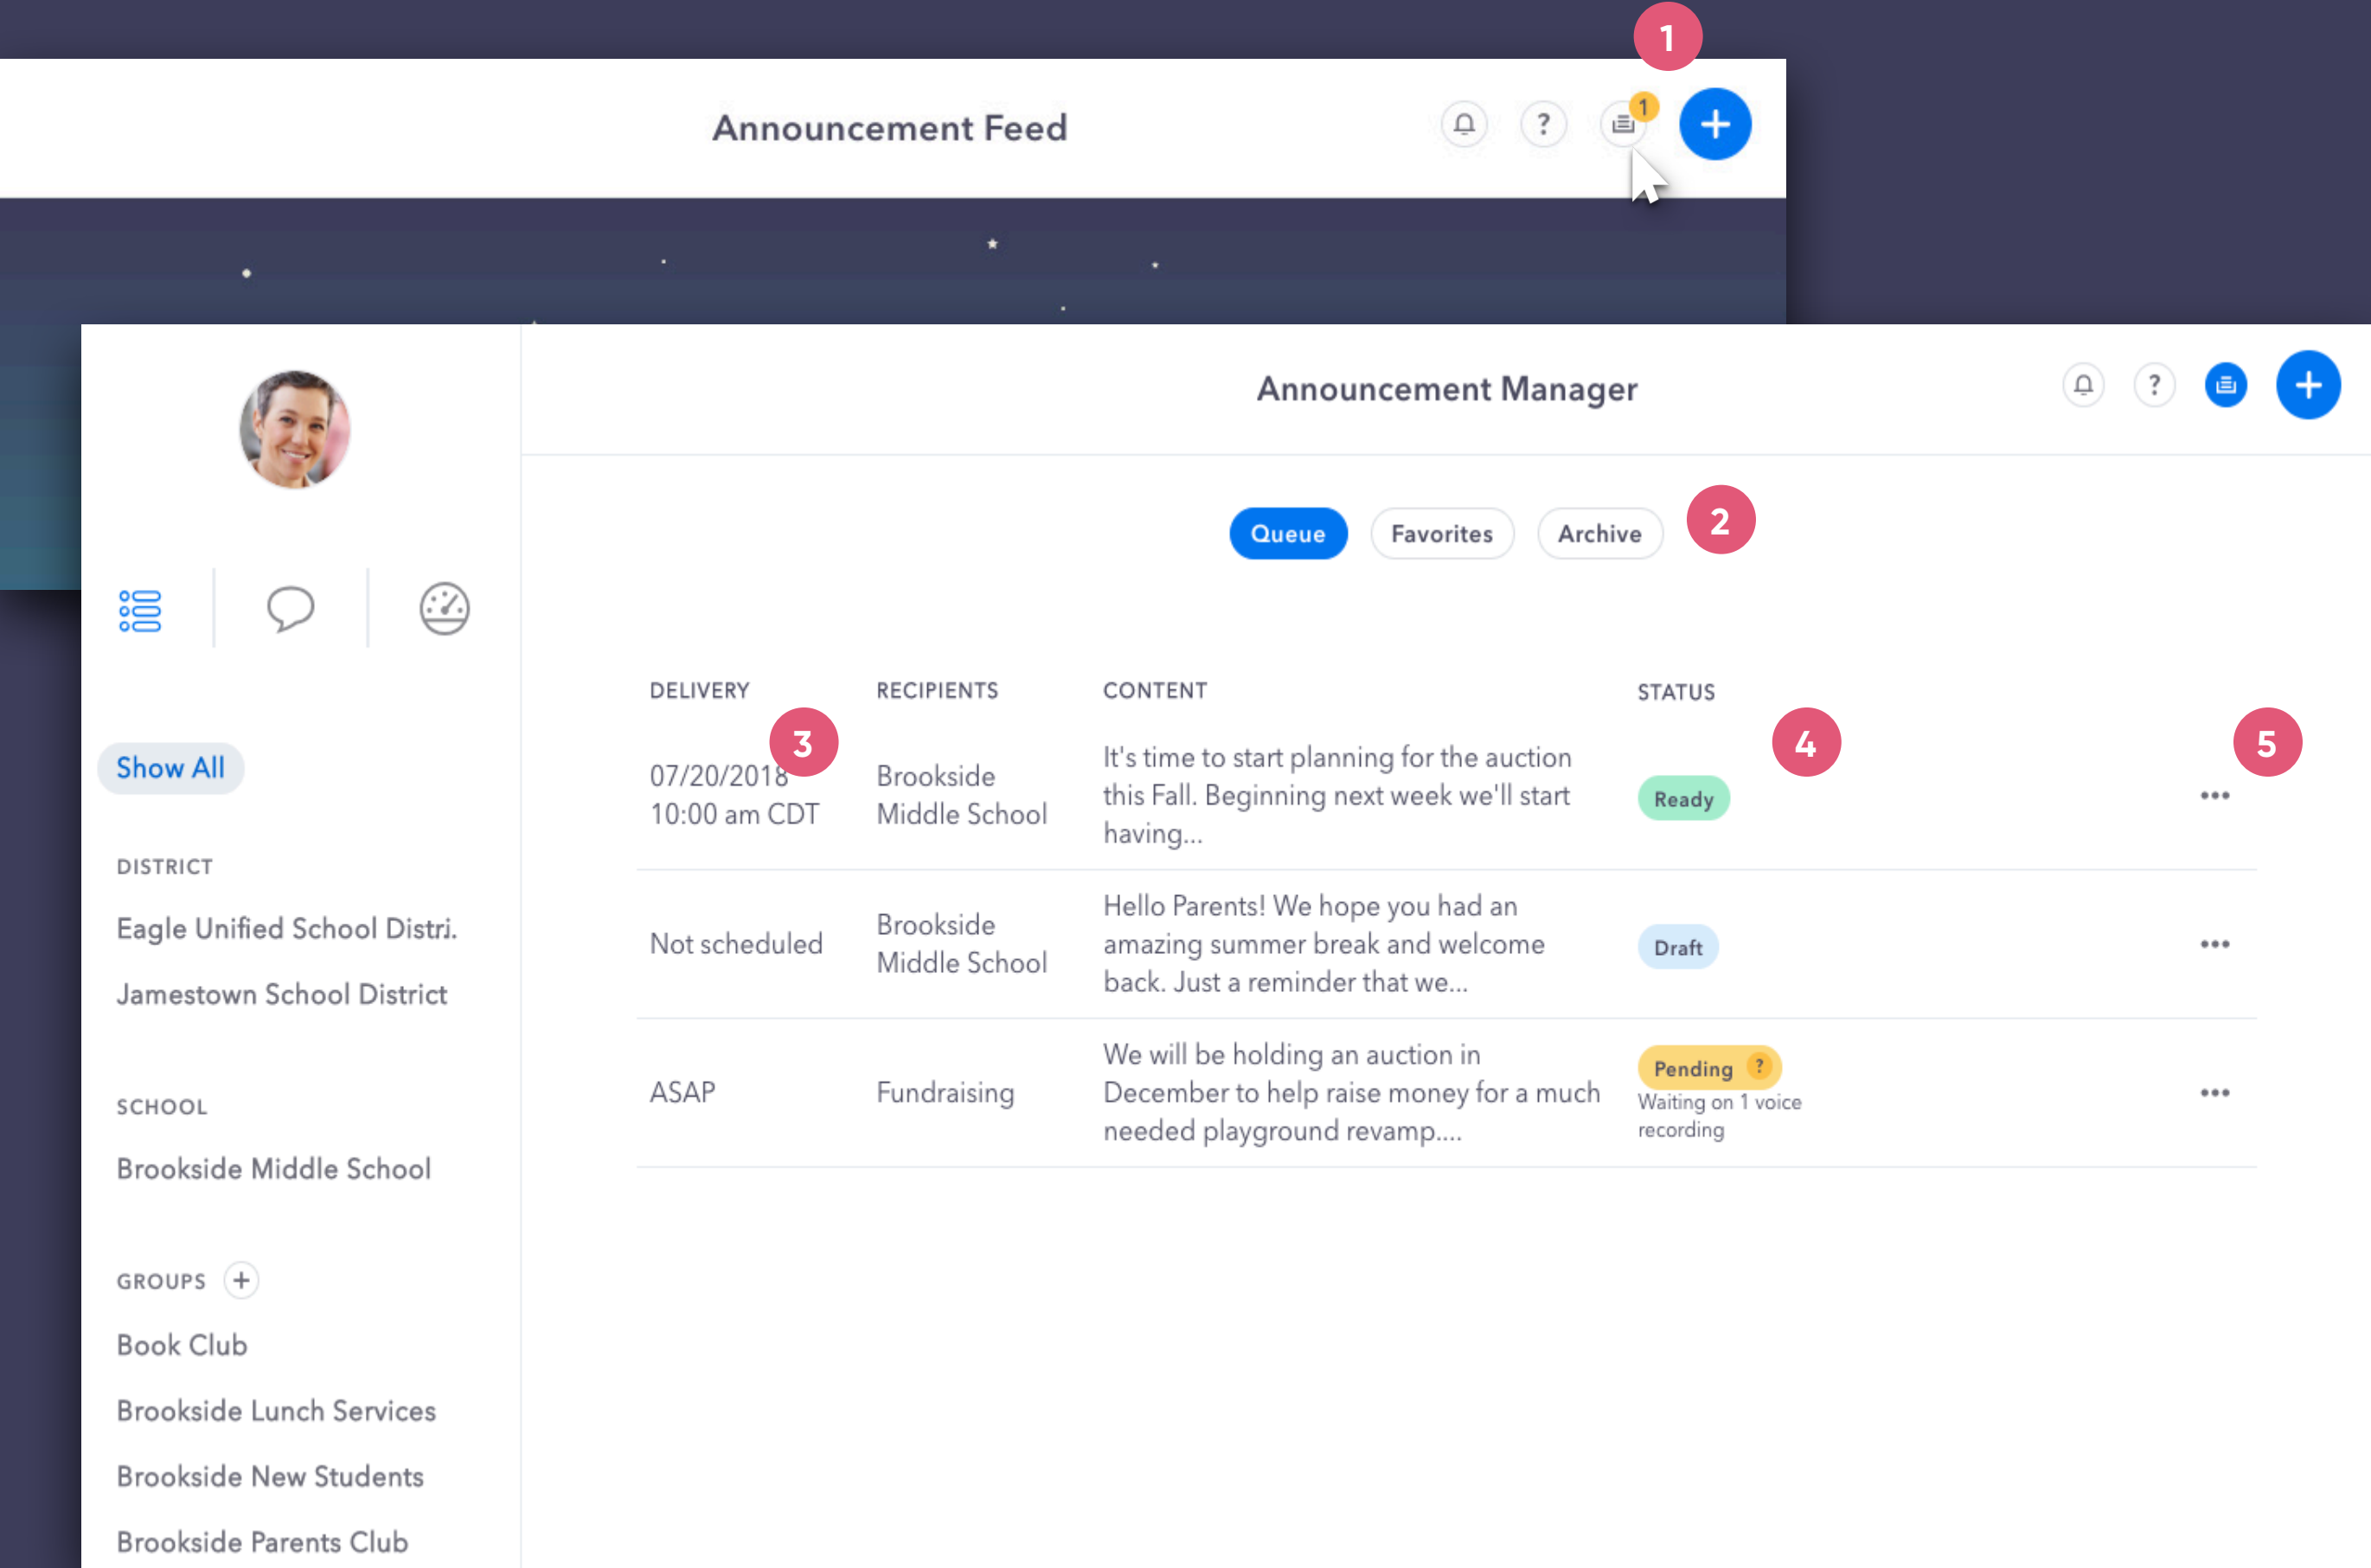 1
Announcement Feed
?
1
+
Announcement Manager
?
+
Queue
Favorites
Archive
2
Show All
DISTRICT
Eagle Unified School Distri.
Jamestown School District
SCHOOL
Brookside Middle School
GROUPS +
Book Club
Brookside Lunch Services
Brookside New Students
Brookside Parents Club
DELIVERY
RECIPIENTS
CONTENT
STATUS
3
4
5
07/20/2018
10:00 am CDT
Brookside
Middle School
It's time to start planning for the auction
this Fall. Beginning next week we'll start
having...
Ready
•••
Not scheduled
Brookside
Middle School
Hello Parents! We hope you had an
amazing summer break and welcome
back. Just a reminder that we...
Draft
•••
ASAP
Fundraising
We will be holding an auction in
December to help raise money for a much
needed playground revamp....
Pending ?
Waiting on 1 voice
recording
•••